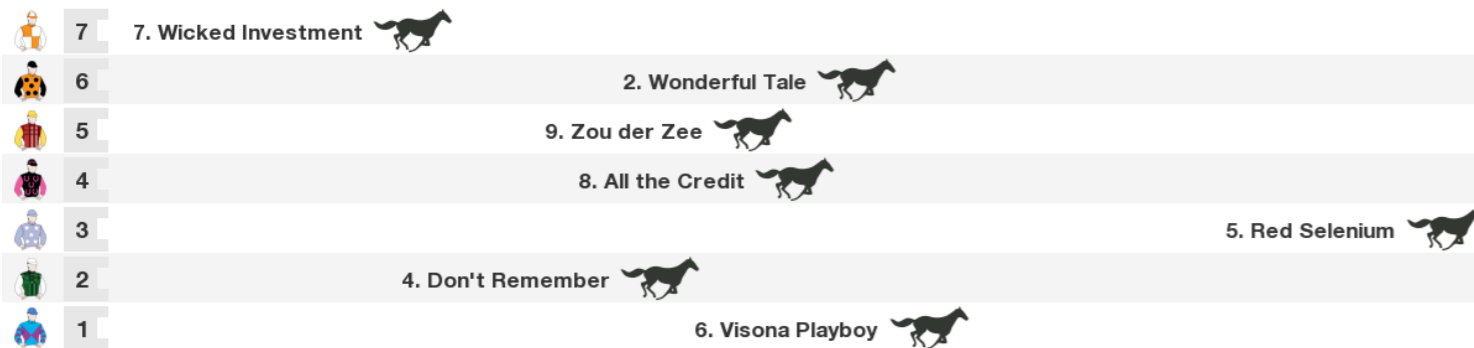 7 7. Wicked Investment
6 2. Wonderful Tale
5 9. Zou der Zee
4 8. All the Credit
3 5. Red Selenium
2 4. Don't Remember
1 6. Visona Playboy